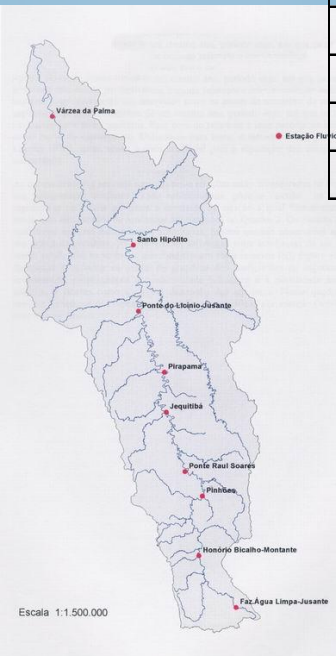 Várzea da Palma
Estação Fluvio
Santo Hipólito
Ponte do Licínio-Jusante
Pirapama
Jequitibá
Ponte Raul Soares
Pinhões
Honório Bicalho-Montante
Faz.Água Limpa-Jusante
Escala 1:1.500.000